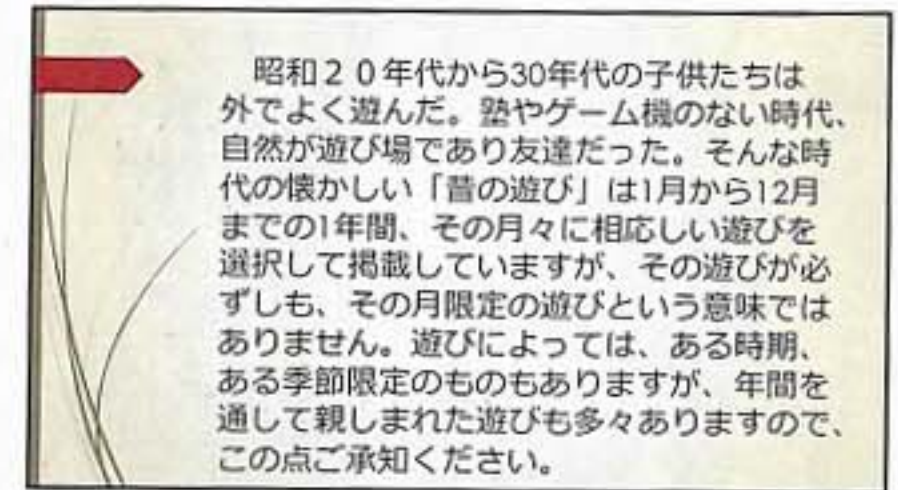 昭和２０年代から30年代の子供たちは
外でよく遊んだ。塾やゲーム機のない時代、
自然が遊び場であり友達だった。そんな時
代の懐かしい「昔の遊び」は1月から12月
までの1年間、その月々に相応しい遊びを
選択して掲載していますが、その遊びが必
ずしも、その月限定の遊びという意味では
ありません。遊びによっては、ある時期、
ある季節限定のものもありますが、年間を
通して親しまれた遊びも多々ありますので、
この点ご承知ください。